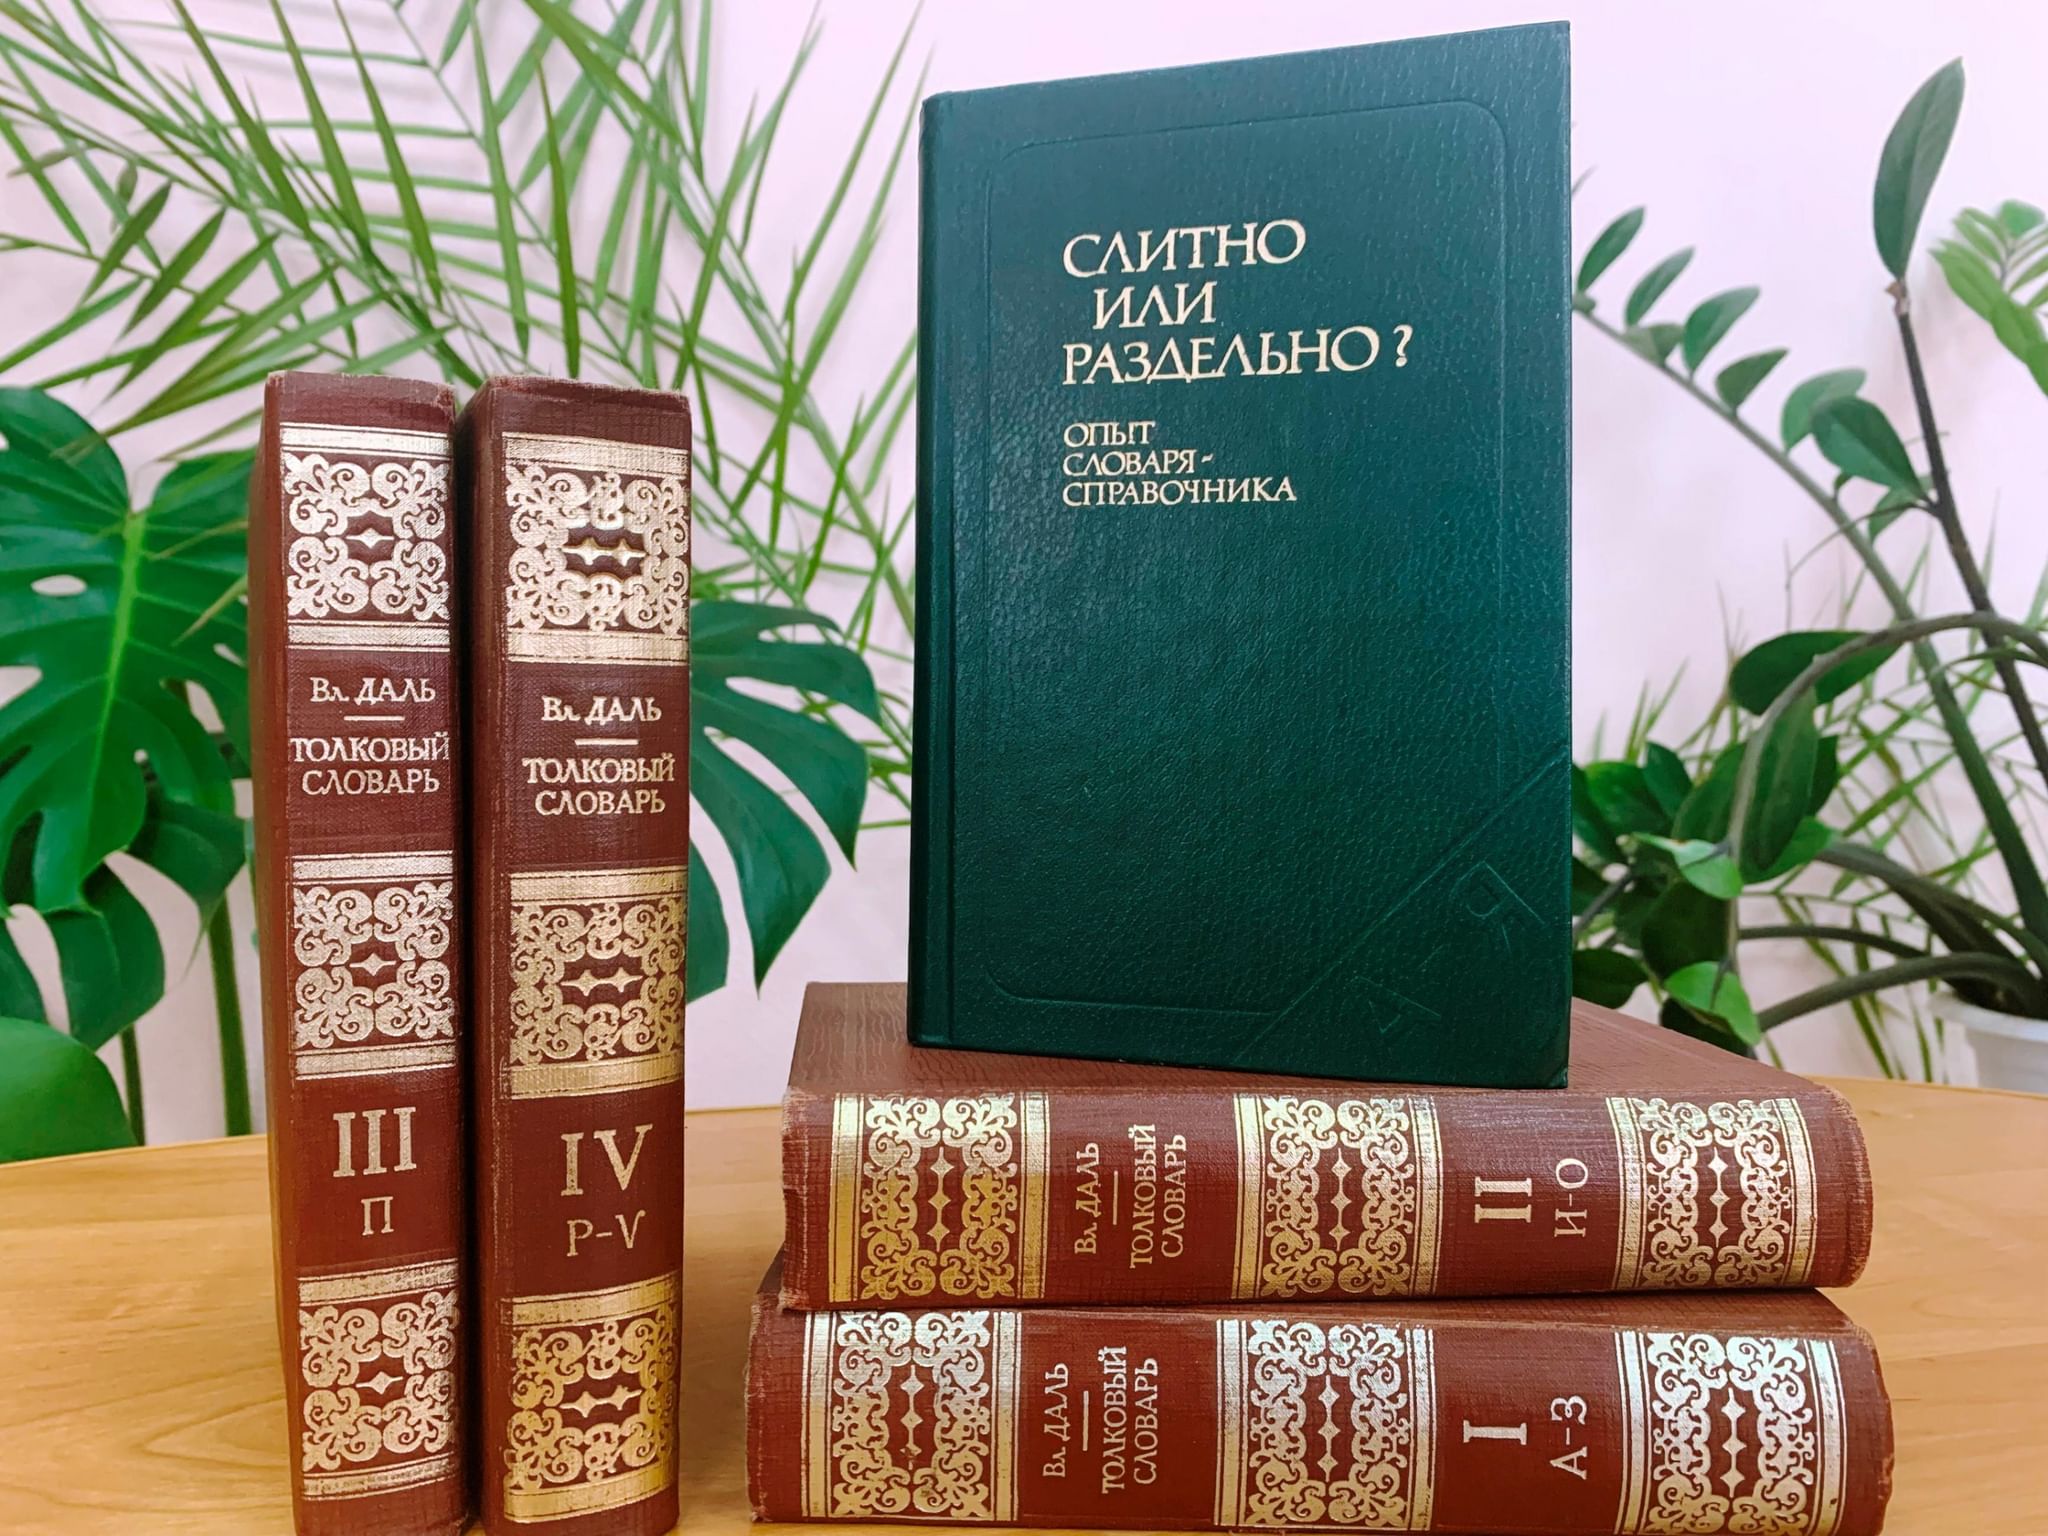 Вл. ДАЛЬ
ТОЛКОВЫЙ
СЛОВАРЬ
III
П
Вл. ДАЛЬ
ТОЛКОВЫЙ
СЛОВАРЬ
IV
Р-Ѵ
СЛИТНО
ИЛИ
РАЗДЕЛЬНО?
ОПЫТ
СЛОВАРЯ-
СПРАВОЧНИКА
А-Я
Вл. ДАЛЬ
ТОЛКОВЫЙ
СЛОВАРЬ
II
И-О
Вл. ДАЛЬ
ТОЛКОВЫЙ
СЛОВАРЬ
I
А-З